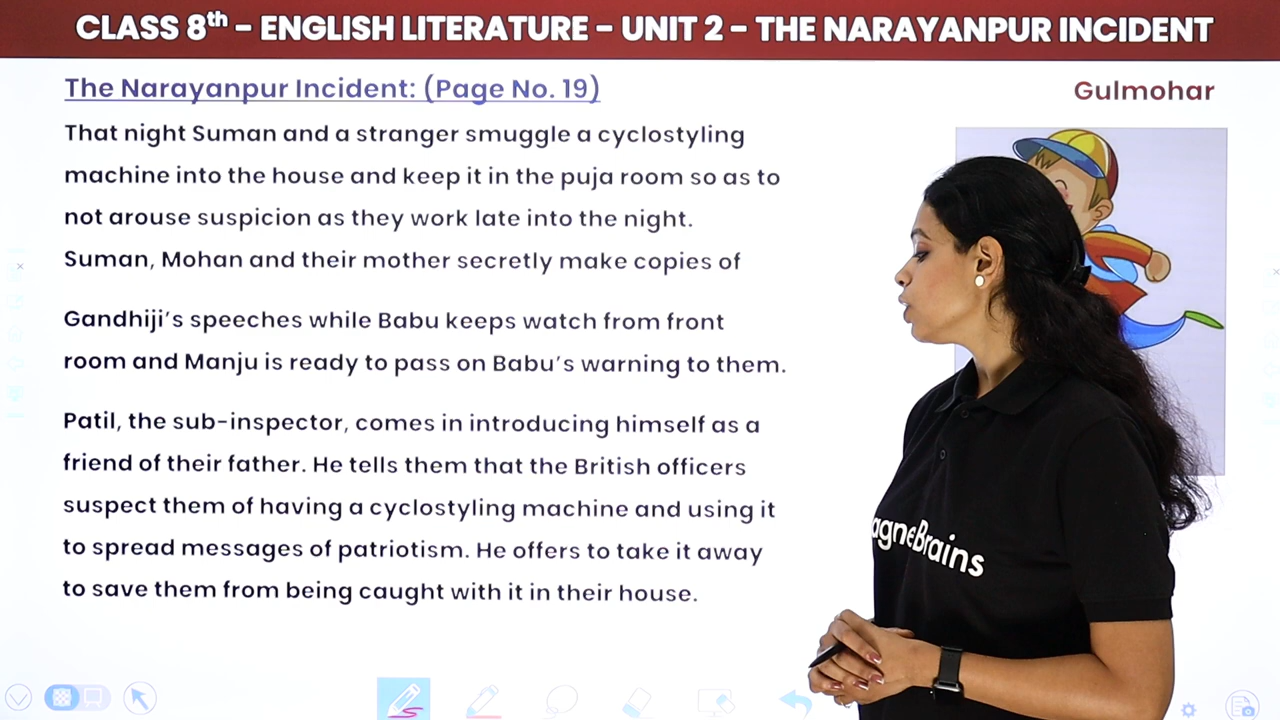 CLASS 8th - ENGLISH LITERATURE - UNIT 2 - THE NARAYANPUR INCIDENT
The Narayanpur Incident: (Page No. 19)
Gulmohar
That night Suman and a stranger smuggle a cyclostyling
machine into the house and keep it in the puja room so as to
not arouse suspicion as they work late into the night.
Suman, Mohan and their mother secretly make copies of
Gandhiji's speeches while Babu keeps watch from front
room and Manju is ready to pass on Babu's warning to them.
Patil, the sub-inspector, comes in introducing himself as a
friend of their father. He tells them that the British officers
suspect them of having a cyclostyling machine and using it
to spread messages of patriotism. He offers to take it away
to save them from being caught with it in their house.
agneBrains